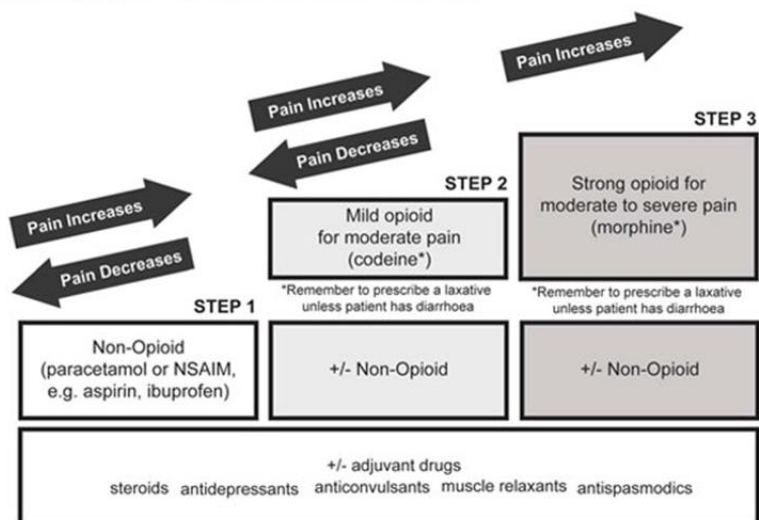 Pain Increases
Pain Increases
Pain Decreases
STEP 3
Pain Increases
Pain Decreases
STEP 2
Strong opioid for
moderate to severe pain
(morphine*)
Mild opioid
for moderate pain
(codeine*)
STEP 1
*Remember to prescribe a laxative
unless patient has diarrhoea
*Remember to prescribe a laxative
unless patient has diarrhoea
Non-Opioid
(paracetamol or NSAIM,
e.g. aspirin, ibuprofen)
+/- Non-Opioid
+/- Non-Opioid
+/- adjuvant drugs
steroids antidepressants anticonvulsants muscle relaxants antispasmodics